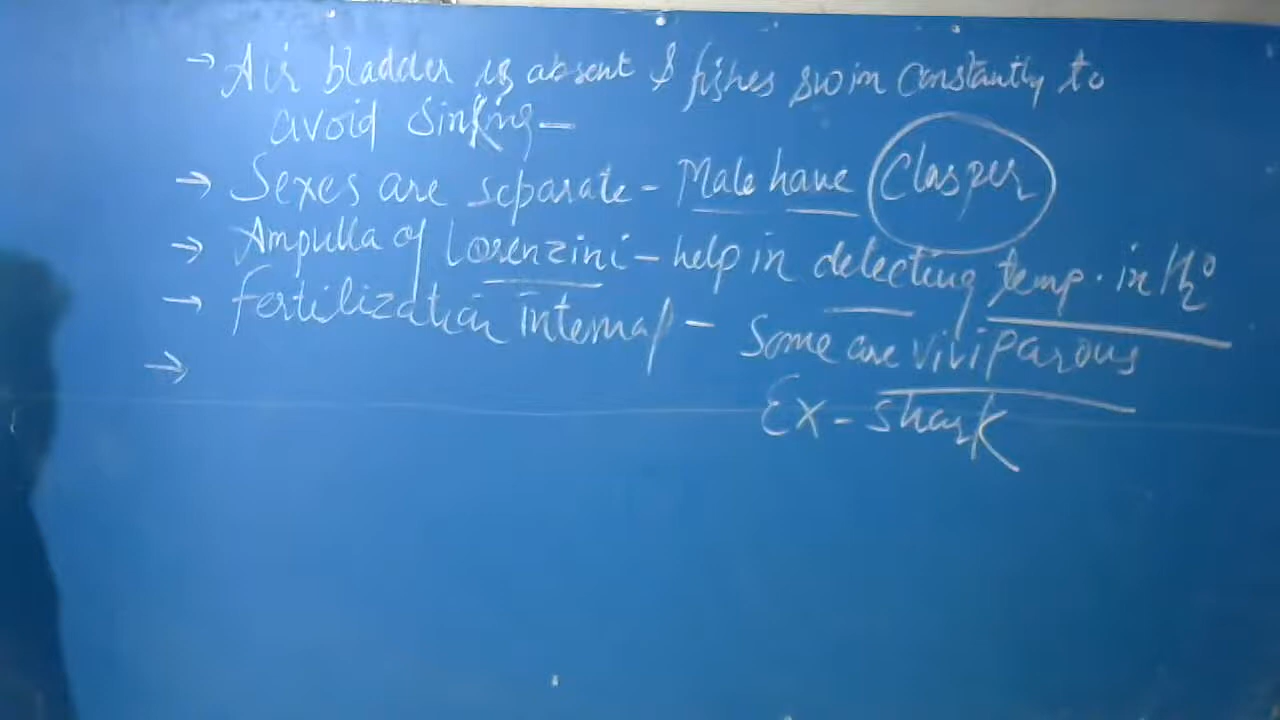 → Air bladder is absent & fishes swim constantly to
avoid sinking -
→ Sexes are separate - Male have Clasper
→ Ampulla of Lorenzini - help in detecting temp. in H2O
→ fertilization internal - Some are viviparous
Ex - shark
→